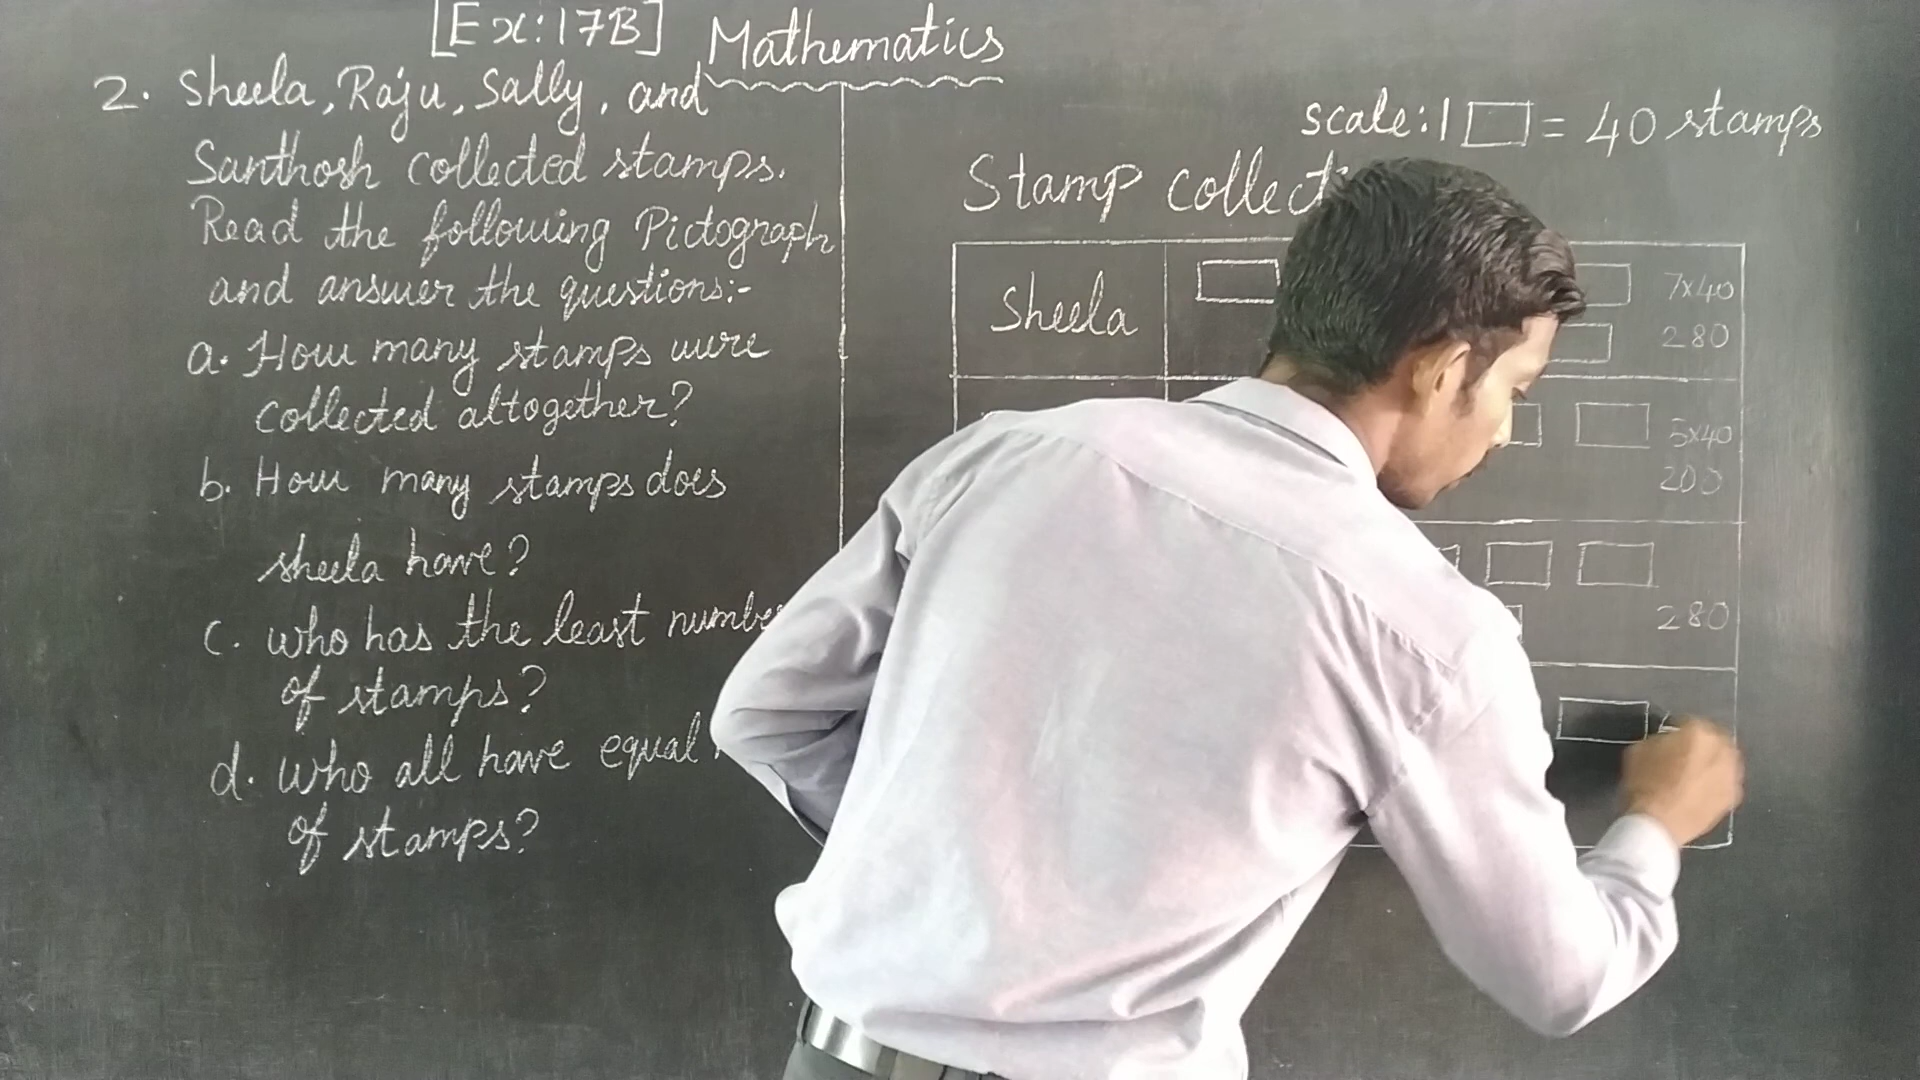 [Ex:17B] Mathematics
2. Sheela, Raju, Sally, and
Santhosh collected stamps.
Read the following Pictograph
and answer the questions:-
a. How many stamps were
collected altogether?
b. How many stamps does
sheela have?
c. who has the least
of stamps?
d. who all have equal
of stamps?
scale: 1 = 40 stamps
Stamp
Sheela
7x40
280
5x40
200
280